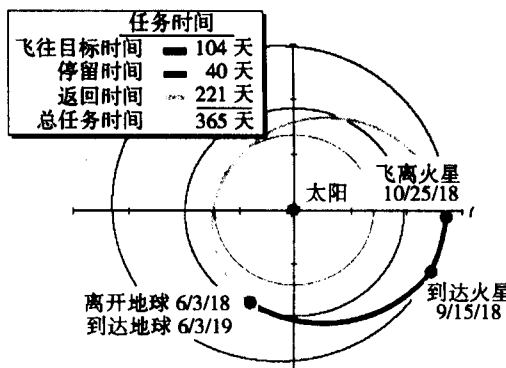 任务时间
飞往目标时间 104 天
停留时间 40 天
返回时间 221 天
总任务时间 365 天
太阳
飞离火星
10/25/18
到达火星
9/15/18
离开地球 6/3/18
到达地球 6/3/19